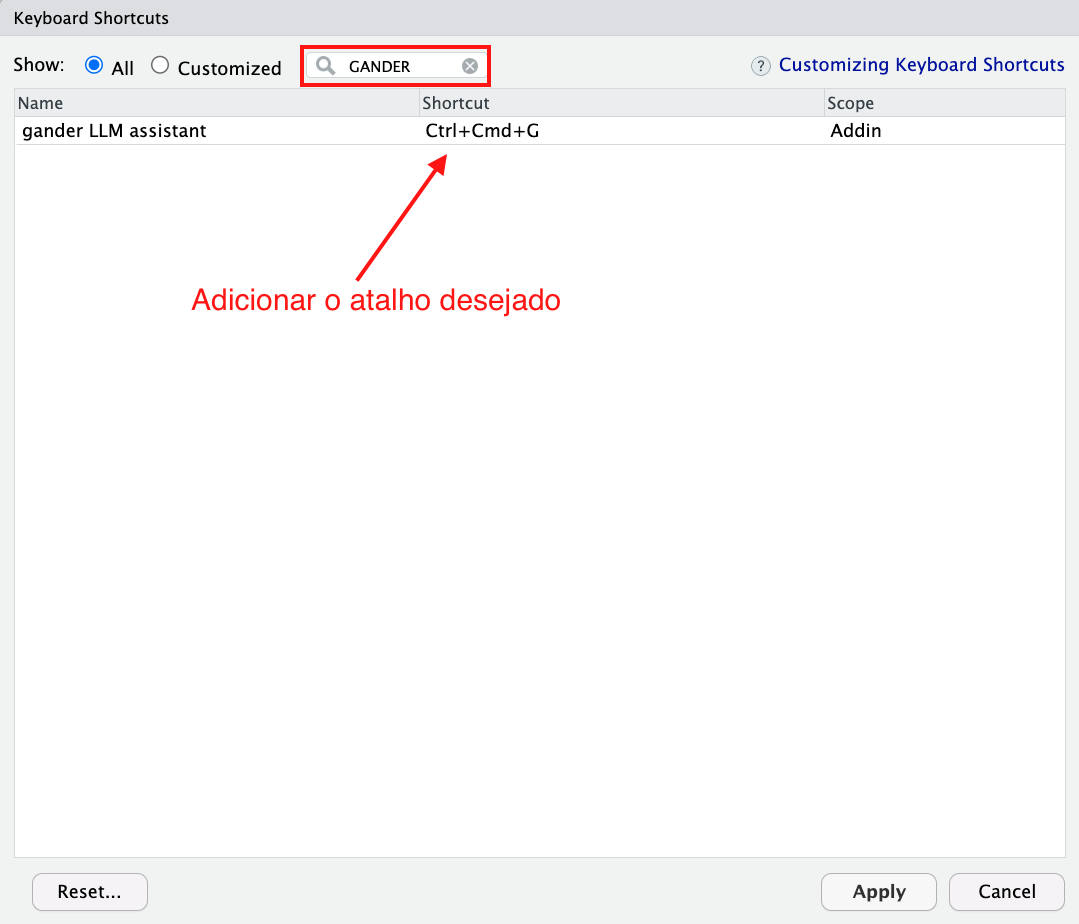 Keyboard Shortcuts
Show: All Customized GANDER ? Customizing Keyboard Shortcuts
Name Shortcut Scope
gander LLM assistant Ctrl+Cmd+G Addin
Adicionar o atalho desejado
Reset... Apply Cancel